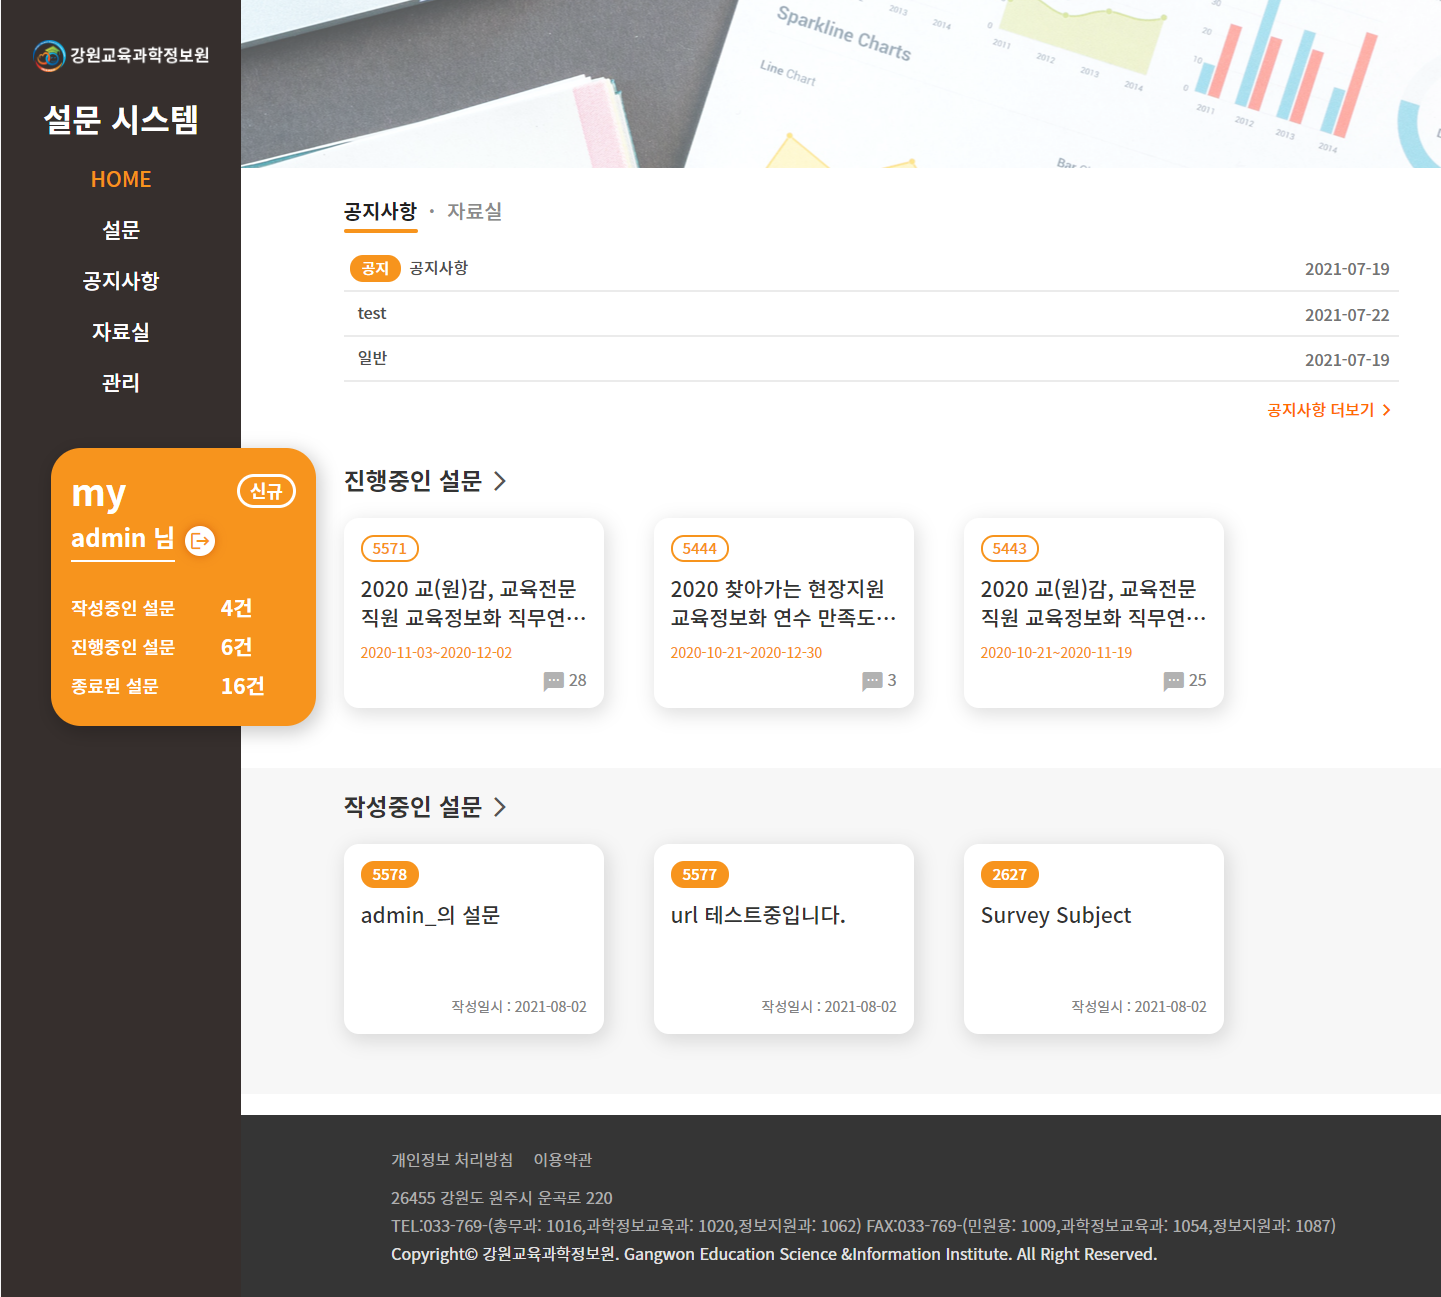 강원교육과학정보원
설문 시스템
HOME
설문
공지사항
자료실
관리
my
신규
admin 님
작성중인 설문 4건
진행중인 설문 6건
종료된 설문 16건
Sparkline Charts
Line Chart
2013
2014
0
2011
2012
2013
2014
30
20
10
0
2011
2012
2013
2014
공지사항 · 자료실
공지 공지사항 2021-07-19
test 2021-07-22
일반 2021-07-19
공지사항 더보기 >
진행중인 설문 >
5571
2020 교(원)감, 교육전문
직원 교육정보화 직무연…
2020-11-03~2020-12-02
28
5444
2020 찾아가는 현장지원
교육정보화 연수 만족도…
2020-10-21~2020-12-30
3
5443
2020 교(원)감, 교육전문
직원 교육정보화 직무연…
2020-10-21~2020-11-19
25
작성중인 설문 >
5578
admin_의 설문
작성일시 : 2021-08-02
5577
url 테스트중입니다.
작성일시 : 2021-08-02
2627
Survey Subject
작성일시 : 2021-08-02
개인정보 처리방침 이용약관
26455 강원도 원주시 운곡로 220
TEL:033-769-(총무과: 1016,과학정보교육과: 1020,정보지원과: 1062) FAX:033-769-(민원용: 1009,과학정보교육과: 1054,정보지원과: 1087)
Copyright© 강원교육과학정보원. Gangwon Education Science &Information Institute. All Right Reserved.